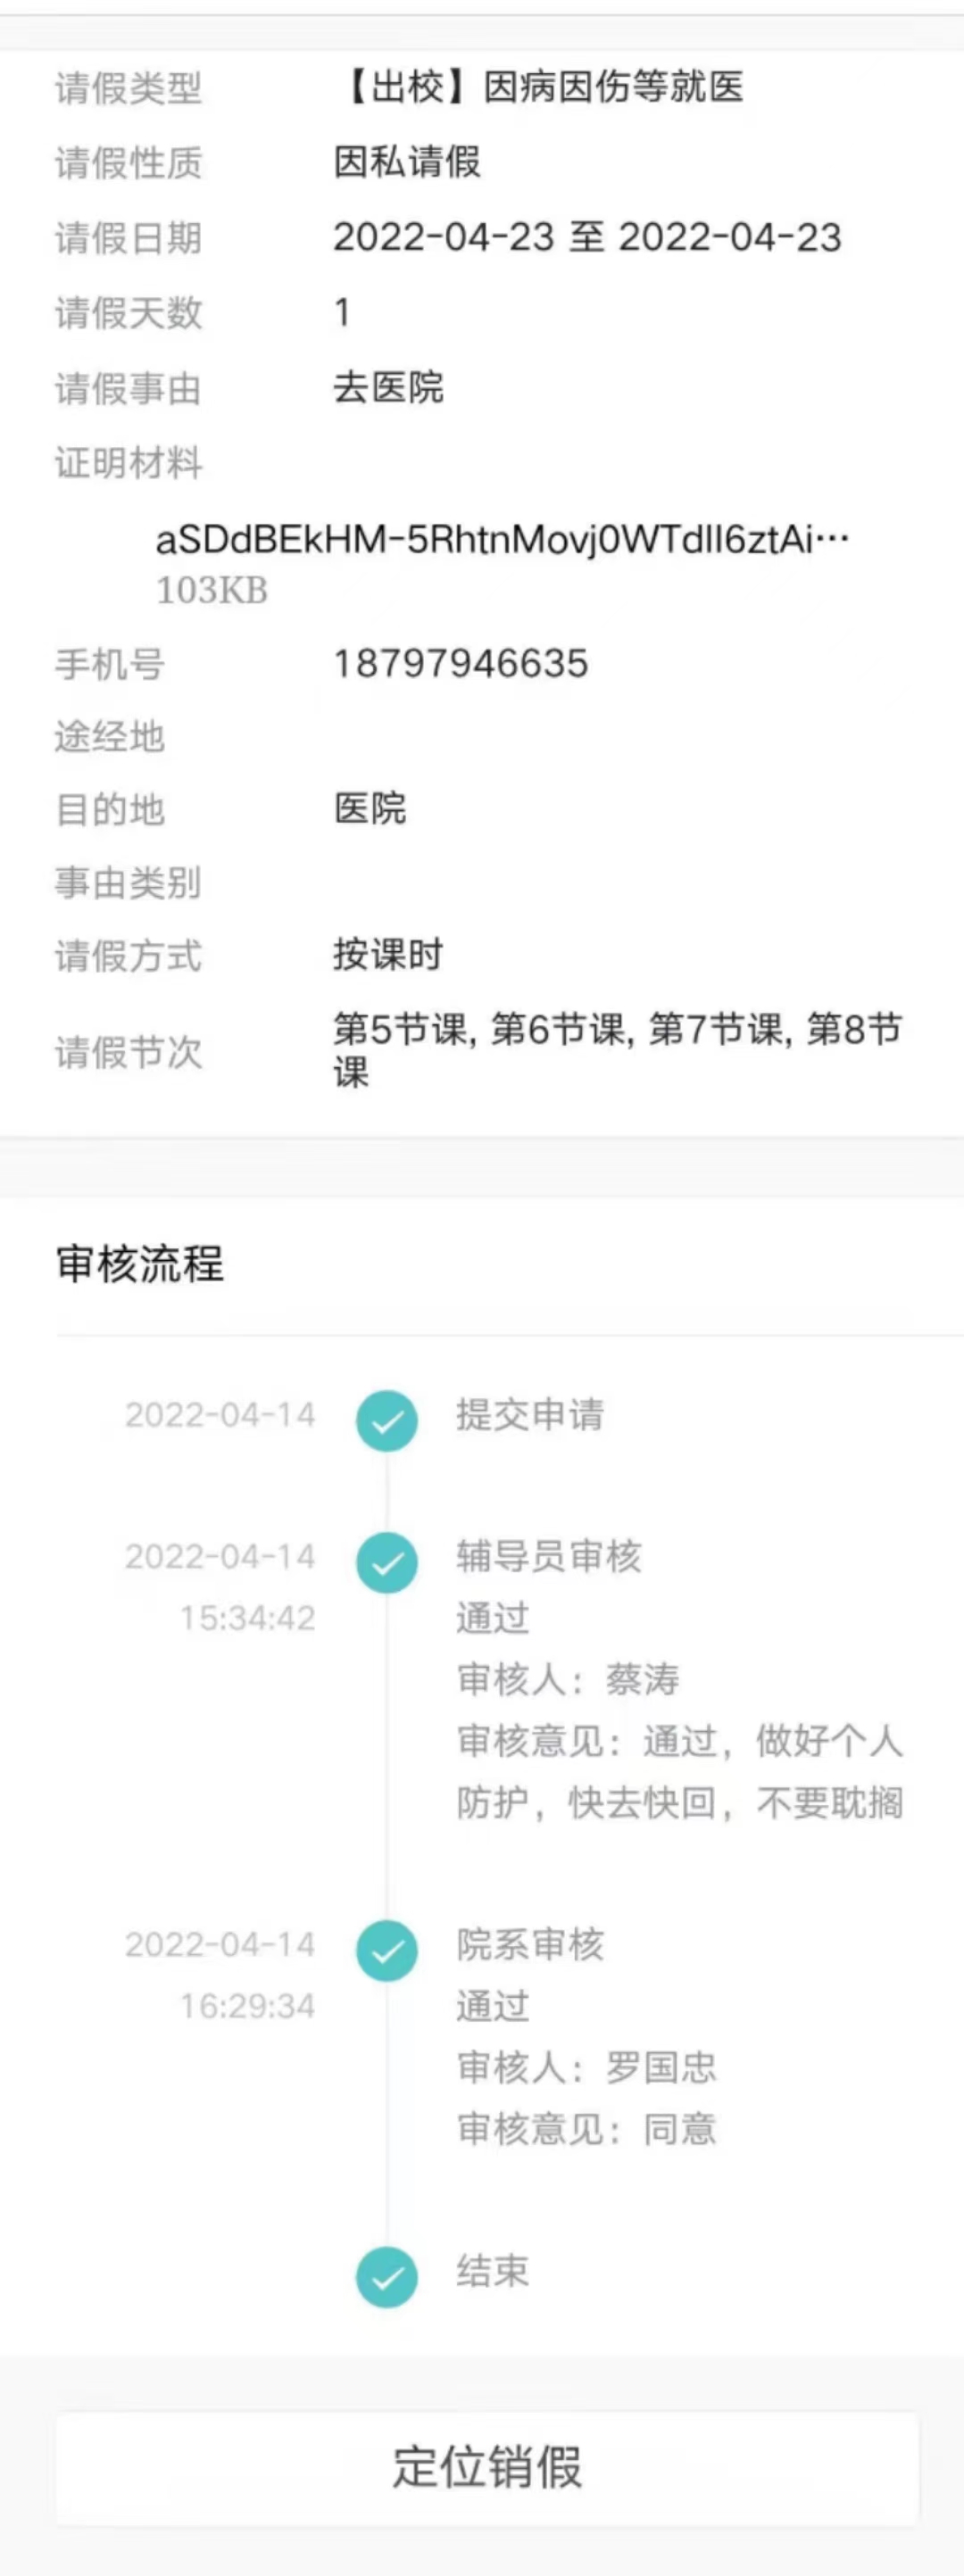 请假类型 【出校】因病因伤等就医
请假性质 因私请假
请假日期 2022-04-23 至 2022-04-23
请假天数 1
请假事由 去医院
证明材料
aSDdBEkHM-5RhtnMovj0WTdll6ztAi···
103KB
手机号 18797946635
途经地
目的地 医院
事由类别
请假方式 按课时
请假节次 第5节课, 第6节课, 第7节课, 第8节
课
审核流程
2022-04-14 提交申请
2022-04-14 辅导员审核
15:34:42 通过
审核人：蔡涛
审核意见：通过，做好个人
防护，快去快回，不要耽搁
2022-04-14 院系审核
16:29:34 通过
审核人：罗国忠
审核意见：同意
结束
定位销假